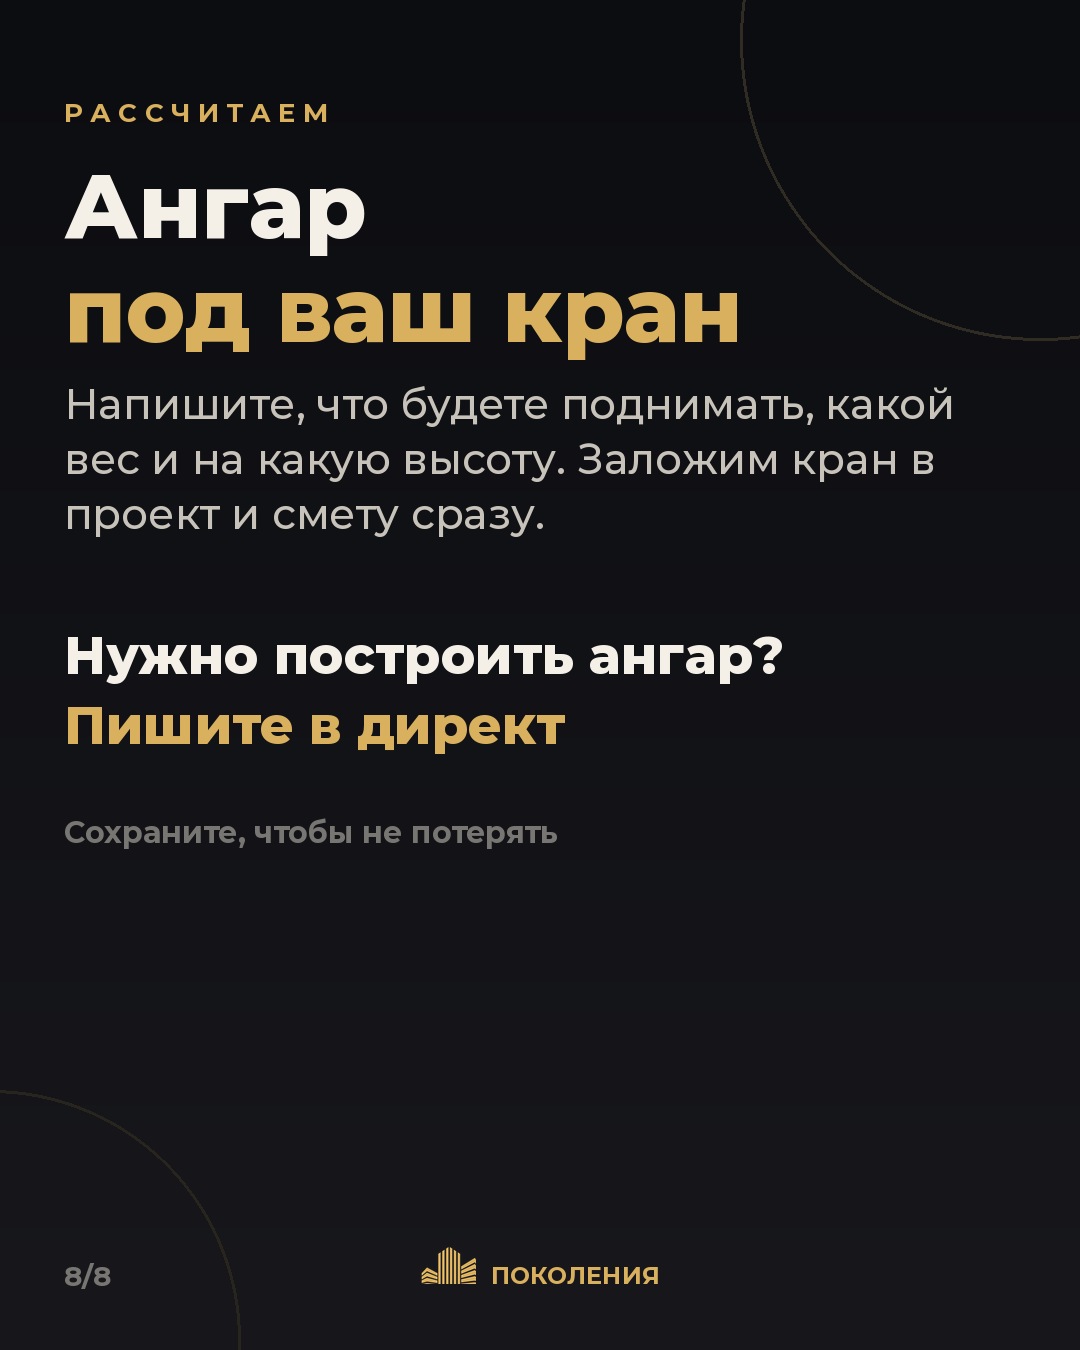 РАССЧИТАЕМ
Ангар
под ваш кран
Напишите, что будете поднимать, какой
вес и на какую высоту. Заложим кран в
проект и смету сразу.
Нужно построить ангар?
Пишите в директ
Сохраните, чтобы не потерять
8/8
ПОКОЛЕНИЯ